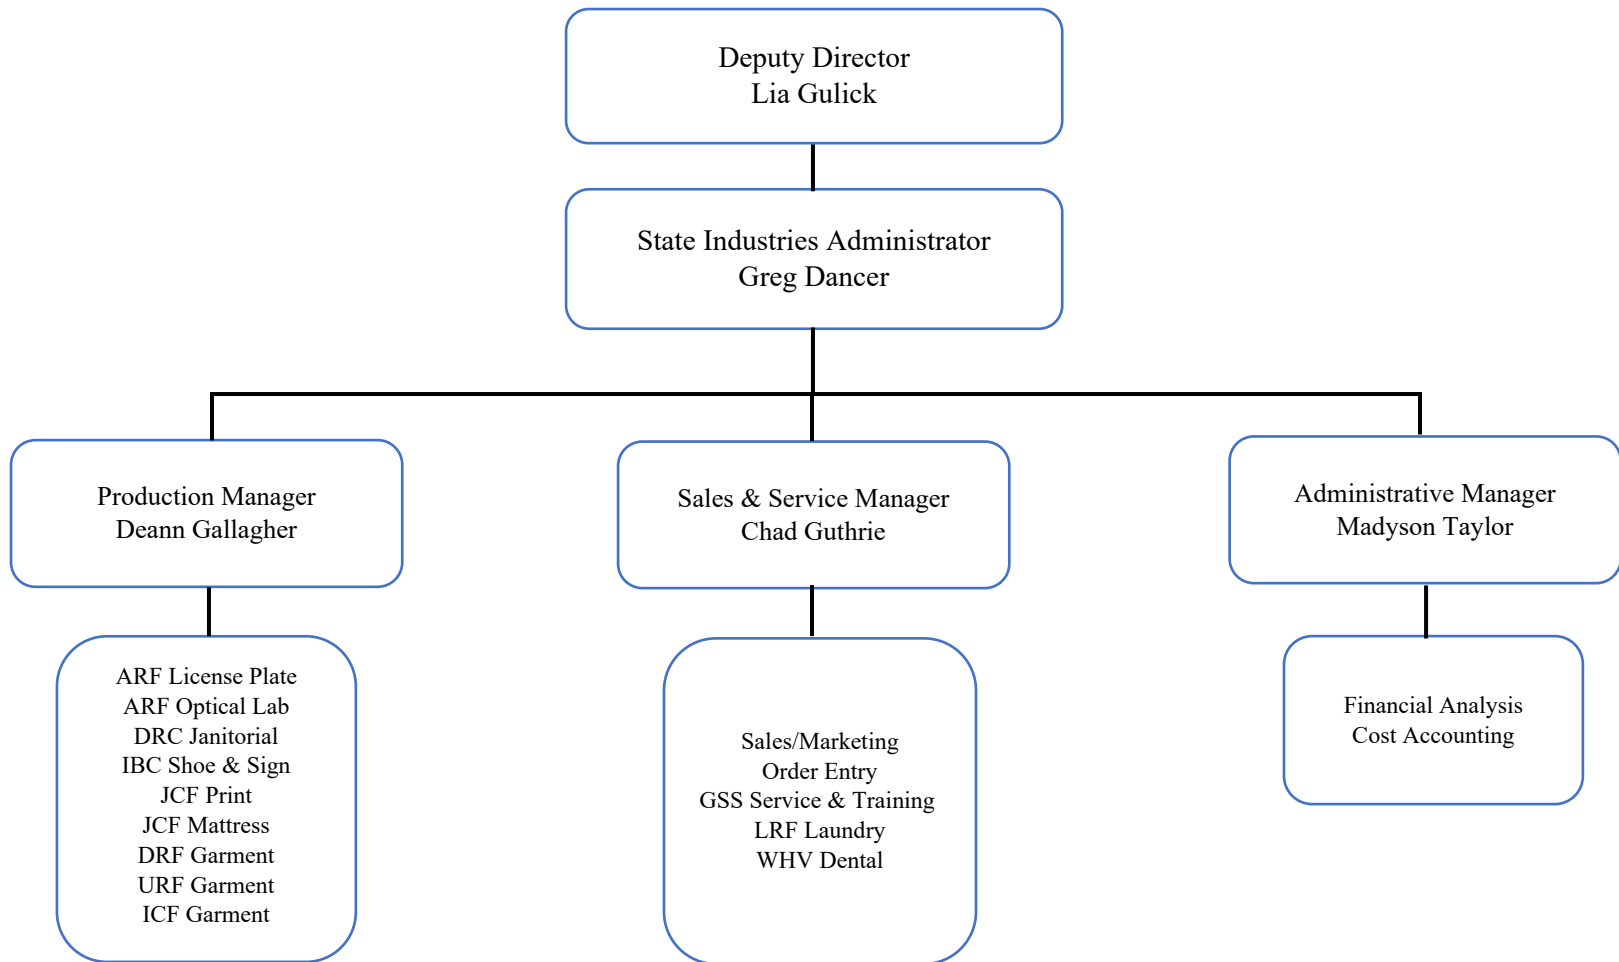 Deputy Director
Lia Gulick
State Industries Administrator
Greg Dancer
Production Manager
Deann Gallagher
Sales & Service Manager
Chad Guthrie
Administrative Manager
Madyson Taylor
ARF License Plate
ARF Optical Lab
DRC Janitorial
IBC Shoe & Sign
JCF Print
JCF Mattress
DRF Garment
URF Garment
ICF Garment
Sales/Marketing
Order Entry
GSS Service & Training
LRF Laundry
WHV Dental
Financial Analysis
Cost Accounting